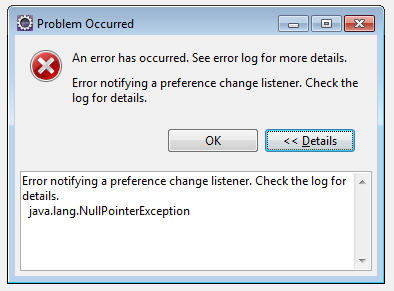 Problem Occurred
An error has occurred. See error log for more details.
Error notifying a preference change listener. Check the
log for details.
OK
<< Details
Error notifying a preference change listener. Check the log for
details.
java.lang.NullPointerException